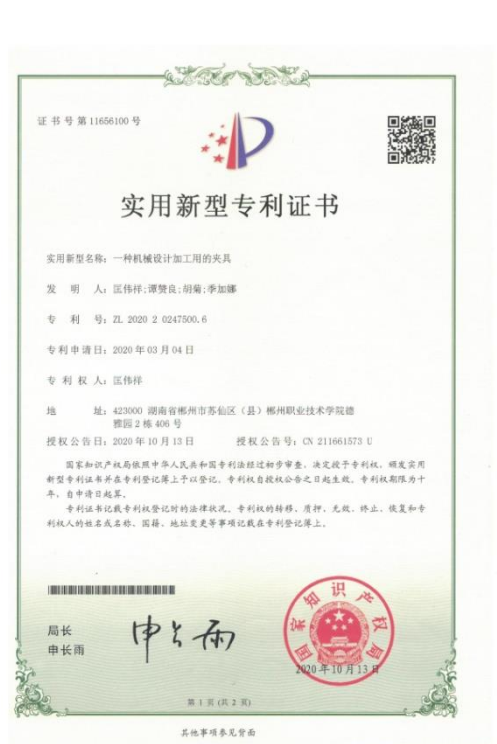 证书号第11656100号
实用新型专利证书
实用新型名称：一种机械设计加工用的夹具
发明人：匡伟祥;谭赞良;胡菊;李加娜
专利号：ZL 2020 2 0247500.6
专利申请日：2020年03月04日
专利权人：匡伟祥
地址：423000 湖南省郴州市苏仙区（县）郴州职业技术学院德
雅园2栋406号
授权公告日：2020年10月13日 授权公告号：CN 211661573 U
国家知识产权局依照中华人民共和国专利法经过初步审查，决定授予专利权，颁发实用
新型专利证书并在专利登记簿上予以登记。专利权自授权公告之日起生效。专利权期限为十
年，自申请日起算。
专利证书记载专利权登记时的法律状况。专利权的转移、质押、无效、终止、恢复和专
利权人的姓名或名称、国籍、地址变更等事项记载在专利登记簿上。
局长
申长雨
申长雨
国家知识产权局
2020年10月13日
第 1 页 (共 2 页)
其他事项参见背面